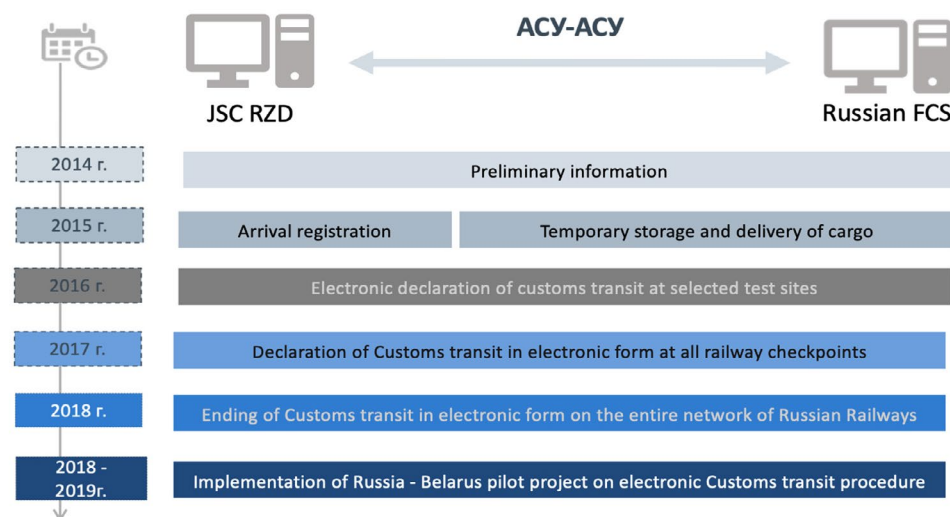 АСУ-АСУ
JSC RZD
Russian FCS
2014 г.
Preliminary information
2015 г.
Arrival registration
Temporary storage and delivery of cargo
2016 г.
Electronic declaration of customs transit at selected test sites
2017 г.
Declaration of Customs transit in electronic form at all railway checkpoints
2018 г.
Ending of Customs transit in electronic form on the entire network of Russian Railways
2018 -
2019г.
Implementation of Russia - Belarus pilot project on electronic Customs transit procedure